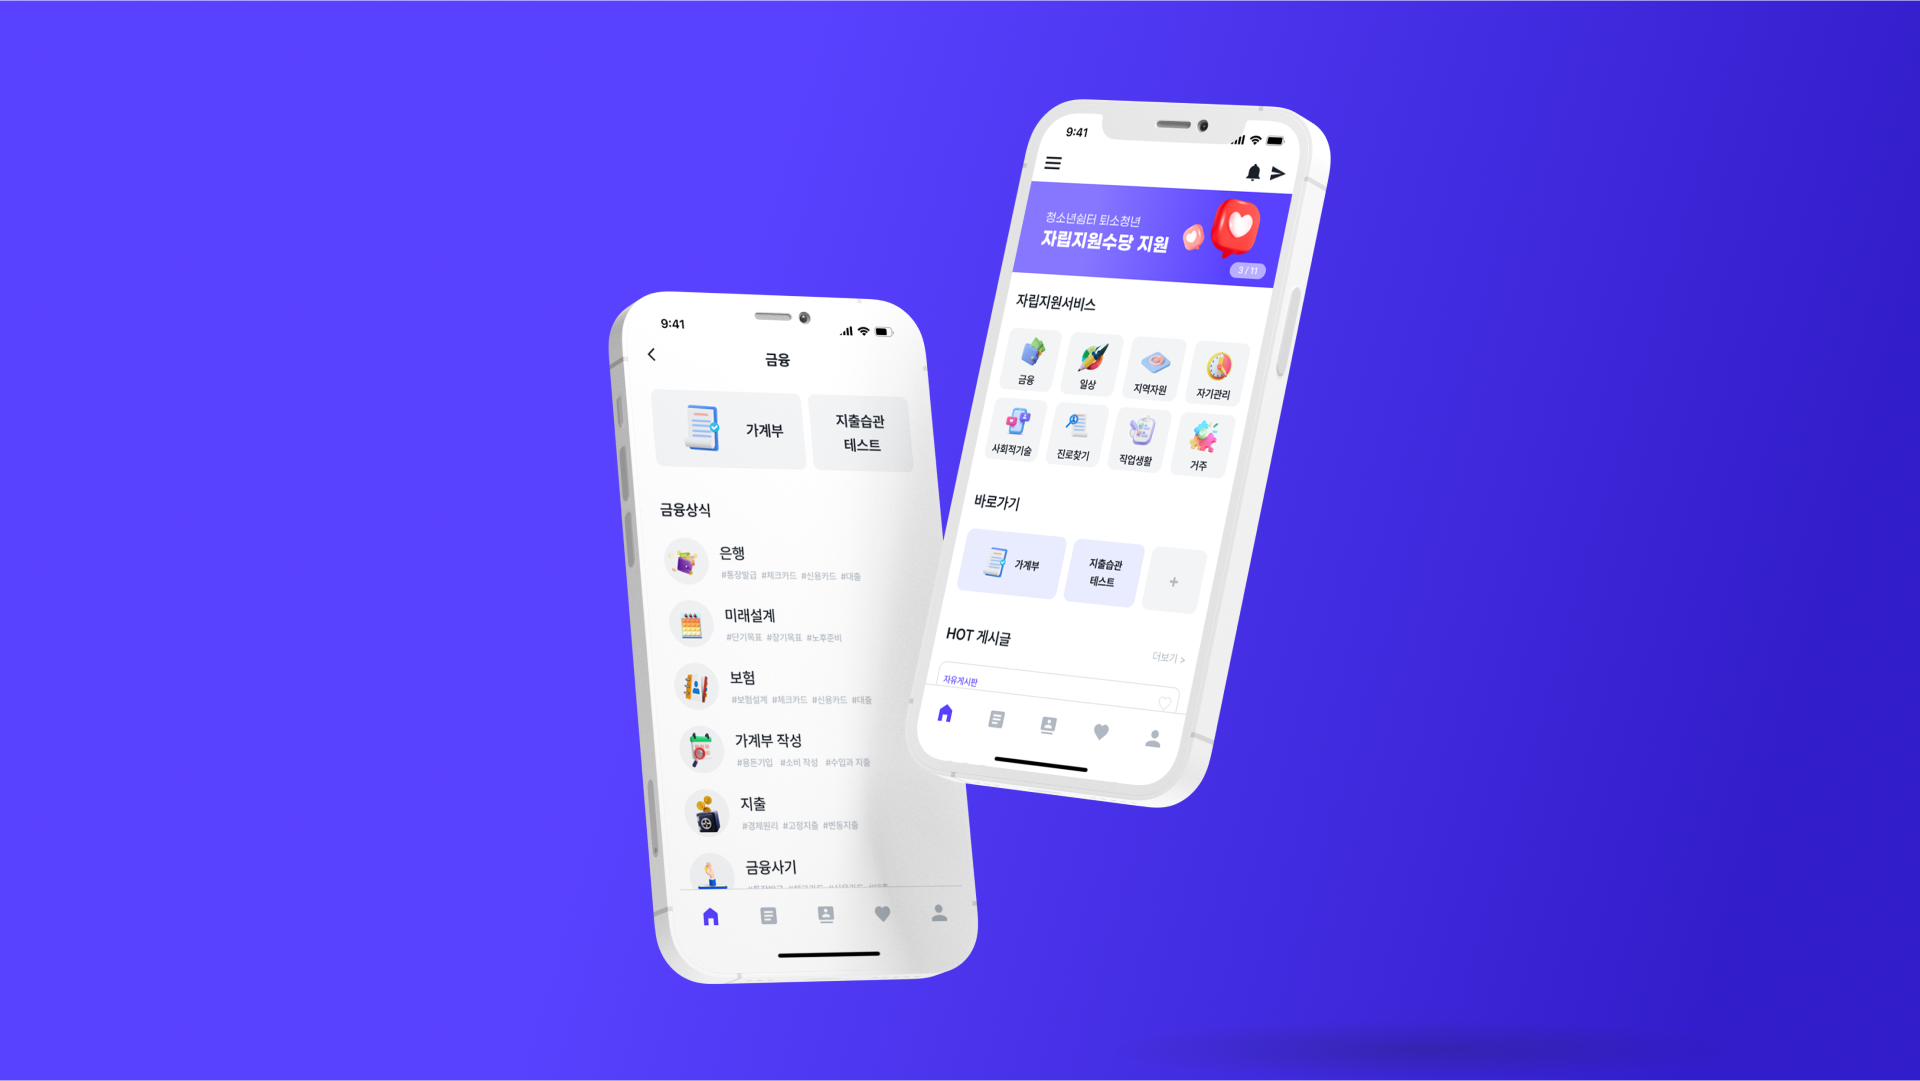 9:41
금융
가계부
지출습관
테스트
금융상식
은행
#통장발급 #체크카드 #신용카드 #대출
미래설계
#단기목표 #장기목표 #노후준비
보험
#보험설계 #체크카드 #신용카드 #대출
가계부 작성
#용돈기입 #소비 작성 #수입과 지출
지출
#경제원리 #고정지출 #변동지출
금융사기
9:41
청소년쉼터 퇴소청년
자립지원수당 지원
3 / 11
자립지원서비스
금융
일상
지역자원
자기관리
사회적기술
진로찾기
직업생활
거주
바로가기
가계부
지출습관
테스트
+
HOT 게시글
더보기 >
자유게시판